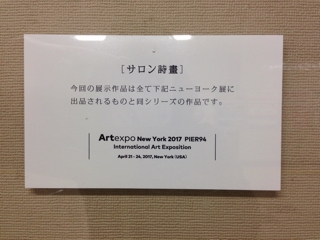 ［サロン詩畫］
今回の展示作品は全て下記ニューヨーク展に
出品されるものと同シリーズの作品です。
Artexpo New York 2017 PIER94
International Art Exposition
April 21 - 24, 2017, New York (USA)